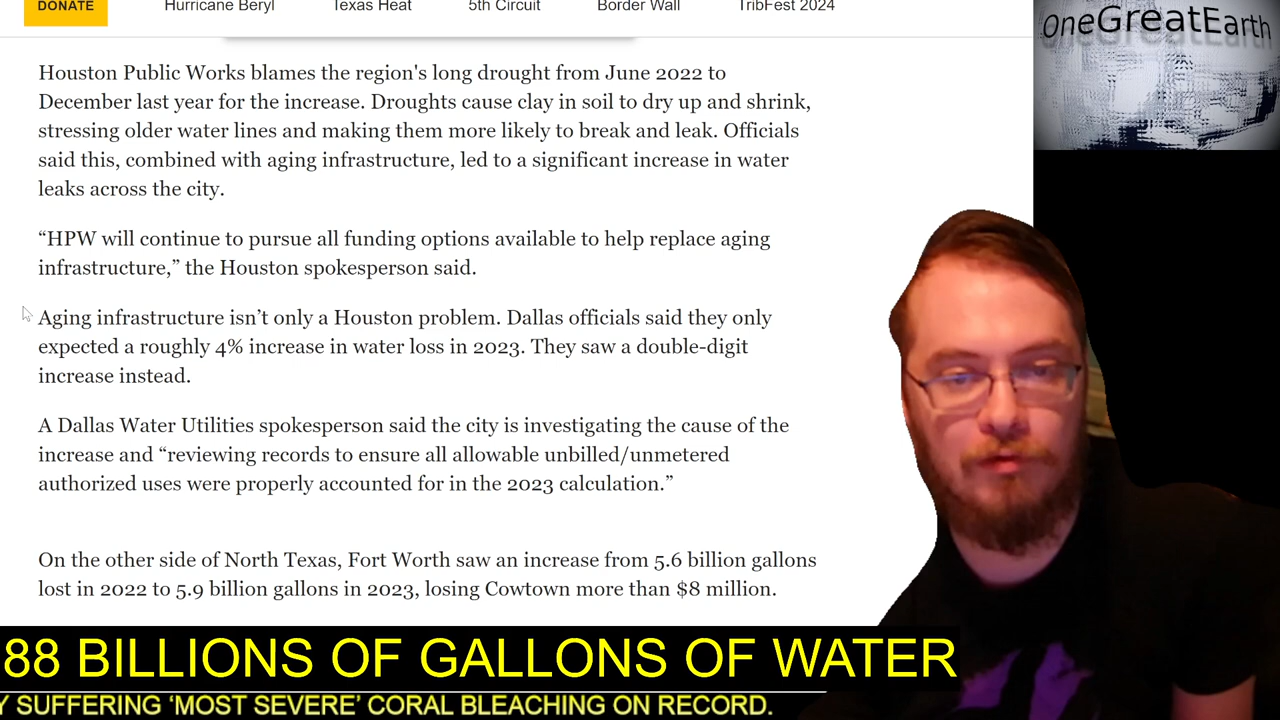 DONATE
Hurricane Beryl
Texas Heat
5th Circuit
Border Wall
TribFest 2024
OneGreatEarth
Houston Public Works blames the region's long drought from June 2022 to
December last year for the increase. Droughts cause clay in soil to dry up and shrink,
stressing older water lines and making them more likely to break and leak. Officials
said this, combined with aging infrastructure, led to a significant increase in water
leaks across the city.
“HPW will continue to pursue all funding options available to help replace aging
infrastructure,” the Houston spokesperson said.
Aging infrastructure isn’t only a Houston problem. Dallas officials said they only
expected a roughly 4% increase in water loss in 2023. They saw a double-digit
increase instead.
A Dallas Water Utilities spokesperson said the city is investigating the cause of the
increase and “reviewing records to ensure all allowable unbilled/unmetered
authorized uses were properly accounted for in the 2023 calculation.”
On the other side of North Texas, Fort Worth saw an increase from 5.6 billion gallons
lost in 2022 to 5.9 billion gallons in 2023, losing Cowtown more than $8 million.
88 BILLIONS OF GALLONS OF WATER
Y SUFFERING ‘MOST SEVERE’ CORAL BLEACHING ON RECORD.